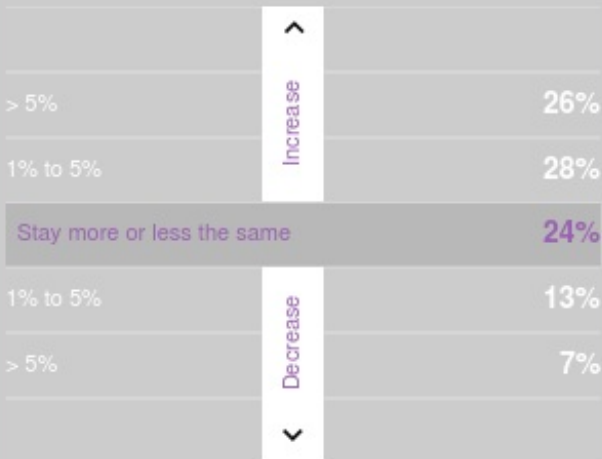 > 5% 26%
Increase
1% to 5% 28%
Stay more or less the same 24%
1% to 5% 13%
Decrease
> 5% 7%